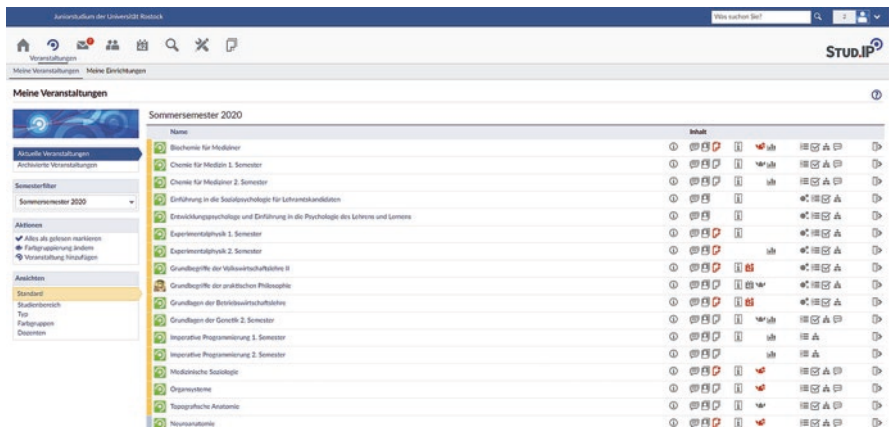 Juniorstudium der Universität Rostock
Was suchen Sie?
2
Veranstaltungen
STUD.IP
Meine Veranstaltungen Meine Einrichtungen
Meine Veranstaltungen
Sommersemester 2020
Name Inhalt
Aktuelle Veranstaltungen
Archivierte Veranstaltungen
Semesterfilter
Sommersemester 2020
Aktionen
Alles als gelesen markieren
Farbgruppierung ändern
Veranstaltung hinzufügen
Ansichten
Standard
Studienbereich
Typ
Farbgruppen
Dozenten
Biochemie für Mediziner
Chemie für Medizin 1. Semester
Chemie für Mediziner 2. Semester
Einführung in die Sozialpsychologie für Lehramtskandidaten
Entwicklungspsychologe und Einführung in die Psychologie des Lehrens und Lernens
Experimentalphysik 1. Semester
Experimentalphysik 2. Semester
Grundbegriffe der Volkswirtschaftslehre II
Grundbegriffe der praktischen Philosophie
Grundlagen der Betriebswirtschaftslehre
Grundlagen der Genetik 2. Semester
Imperative Programmierung 1. Semester
Imperative Programmierung 2. Semester
Medizinische Soziologie
Organsysteme
Topografische Anatomie
Neuroanatomie